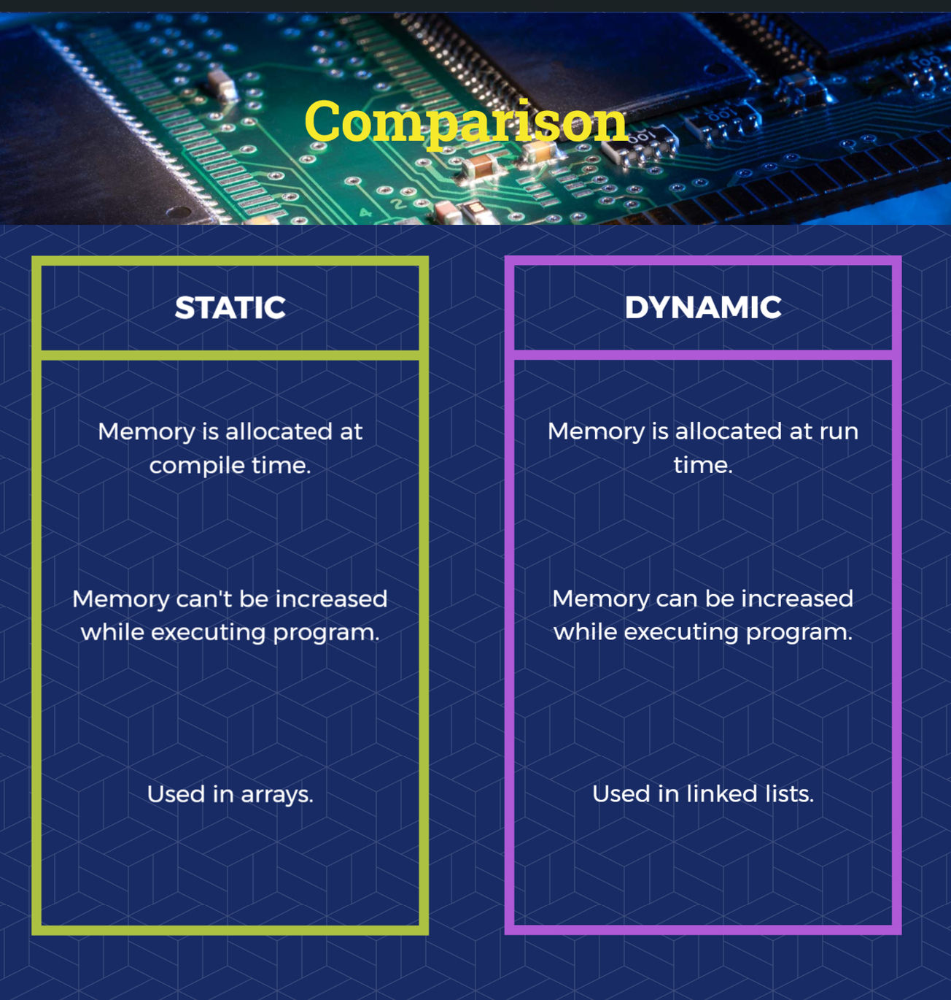 Comparison
STATIC
Memory is allocated at
compile time.
Memory can't be increased
while executing program.
Used in arrays.
DYNAMIC
Memory is allocated at run
time.
Memory can be increased
while executing program.
Used in linked lists.